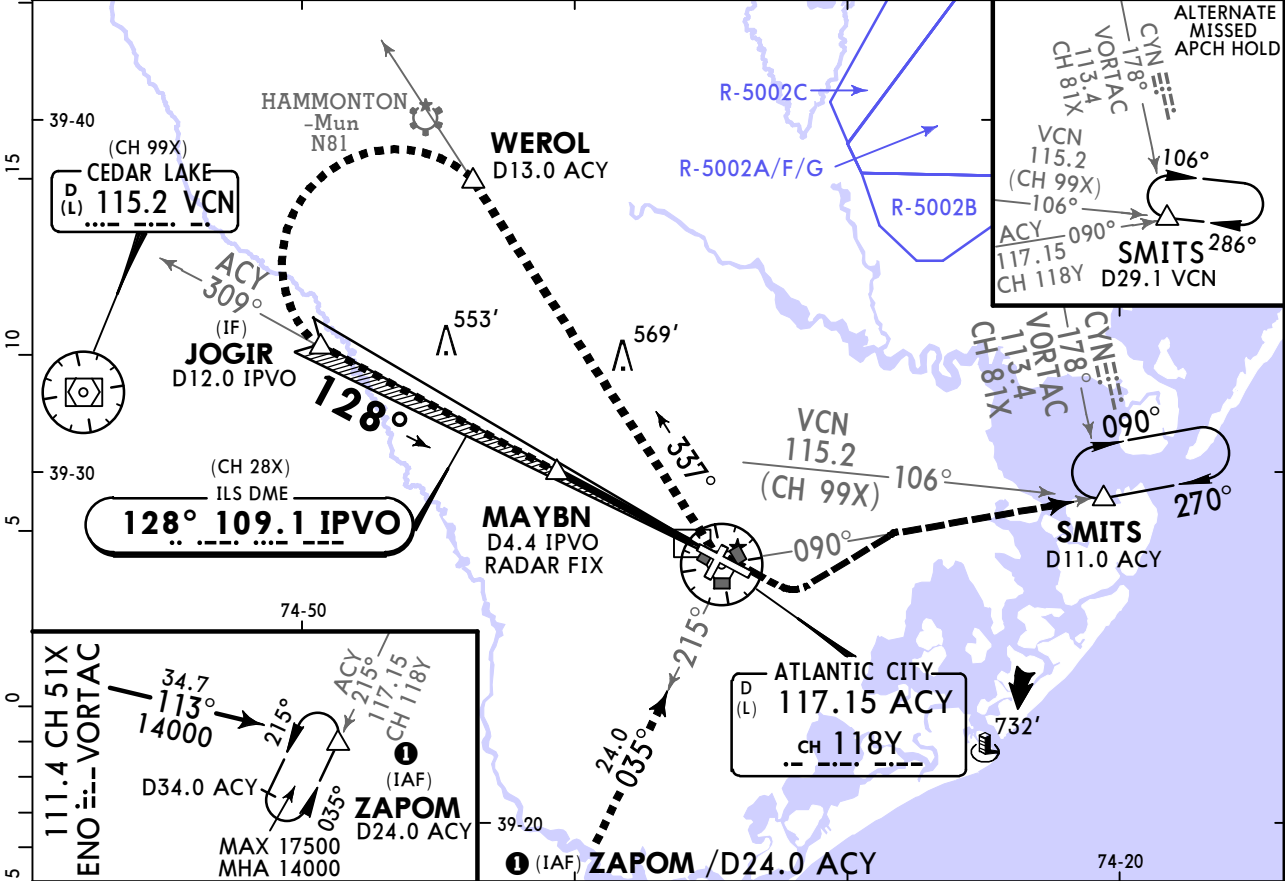 ALTERNATE
MISSED
APCH HOLD
CYN
178°
VORTAC
113.4
CH 81X
VCN
115.2
(CH 99X)
106°
106°
ACY
090°
117.15
CH 118Y
SMITS
286°
D29.1 VCN
R-5002C
R-5002A/F/G
R-5002B
39-40
15
HAMMONTON
-Mun
N81
WEROL
D13.0 ACY
(CH 99X)
CEDAR LAKE
D
(L)
115.2 VCN
ACY
309°
(IF)
JOGIR
D12.0 IPVO
553'
569'
10
128°
CYN
178°
VORTAC
113.4
CH 81X
VCN
115.2
(CH 99X)
106°
090°
270°
SMITS
D11.0 ACY
337°
090°
39-30
5
(CH 28X)
ILS DME
128° 109.1 IPVO
MAYBN
D4.4 IPVO
RADAR FIX
74-50
215°
24.0
035°
ATLANTIC CITY
D
(L)
117.15 ACY
CH 118Y
732'
L
0
5
111.4 CH 51X
ENO VORTAC
34.7
113°
14000
215°
ACY
215°
117.15
CH 118Y
D34.0 ACY
035°
1
(IAF)
ZAPOM
D24.0 ACY
MAX 17500
MHA 14000
39-20
1 (IAF) ZAPOM /D24.0 ACY
74-20